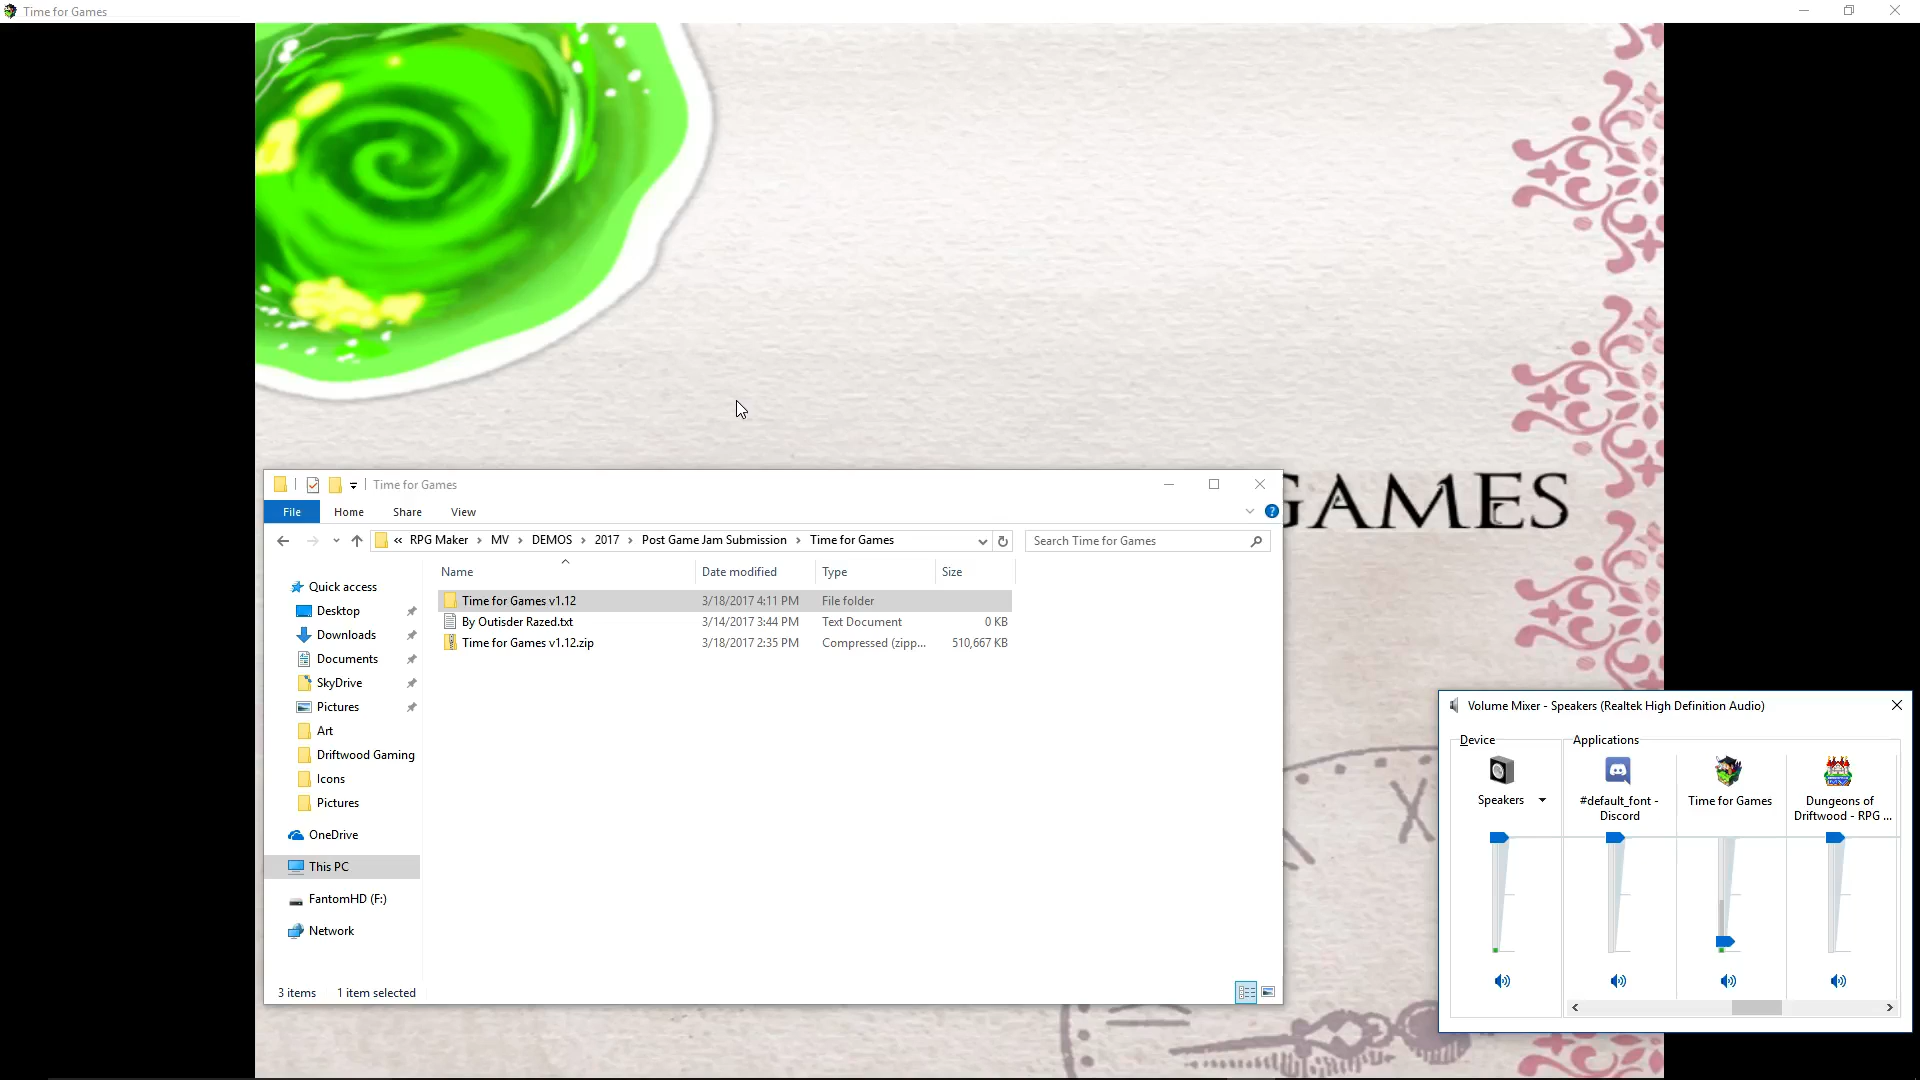 Time for Games
GAMES
Time for Games
File Home Share View
« RPG Maker › MV › DEMOS › 2017 › Post Game Jam Submission › Time for Games
Search Time for Games
Name Date modified Type Size
Time for Games v1.12 3/18/2017 4:11 PM File folder
By Outisder Razed.txt 3/14/2017 3:44 PM Text Document 0 KB
Time for Games v1.12.zip 3/18/2017 2:35 PM Compressed (zipp... 510,667 KB
Quick access
Desktop
Downloads
Documents
SkyDrive
Pictures
Art
Driftwood Gaming
Icons
Pictures
OneDrive
This PC
FantomHD (F:)
Network
3 items 1 item selected
Volume Mixer - Speakers (Realtek High Definition Audio)
Device Applications
Speakers
#default_font -
Discord
Time for Games
Dungeons of
Driftwood - RPG ...